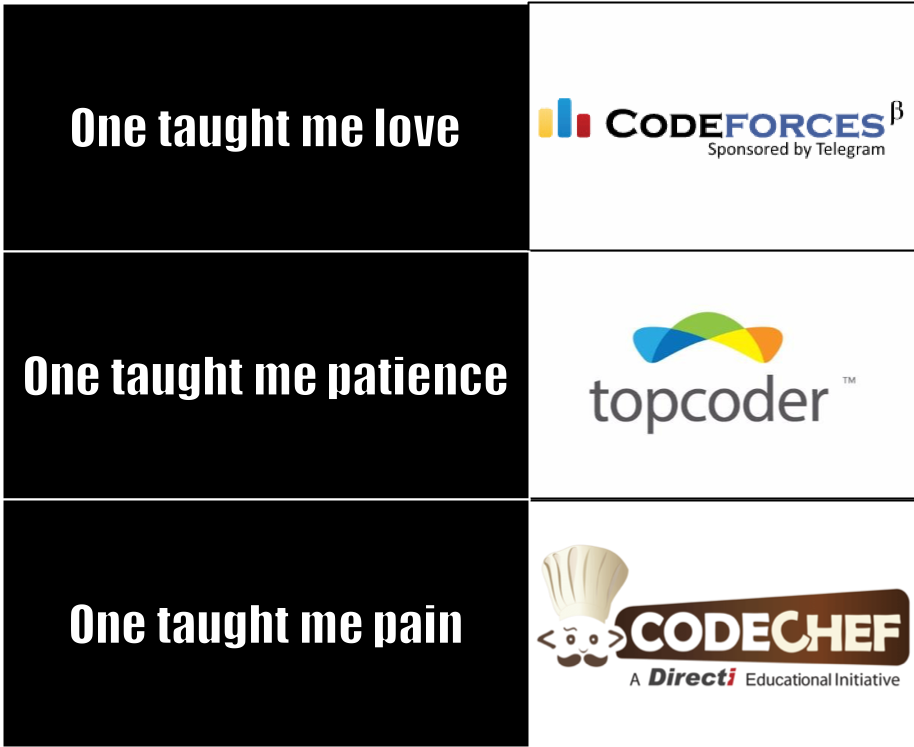 One taught me love
CODEFORCES β
Sponsored by Telegram
One taught me patience
topcoder ™
One taught me pain
CODECHEF
A Directi Educational Initiative